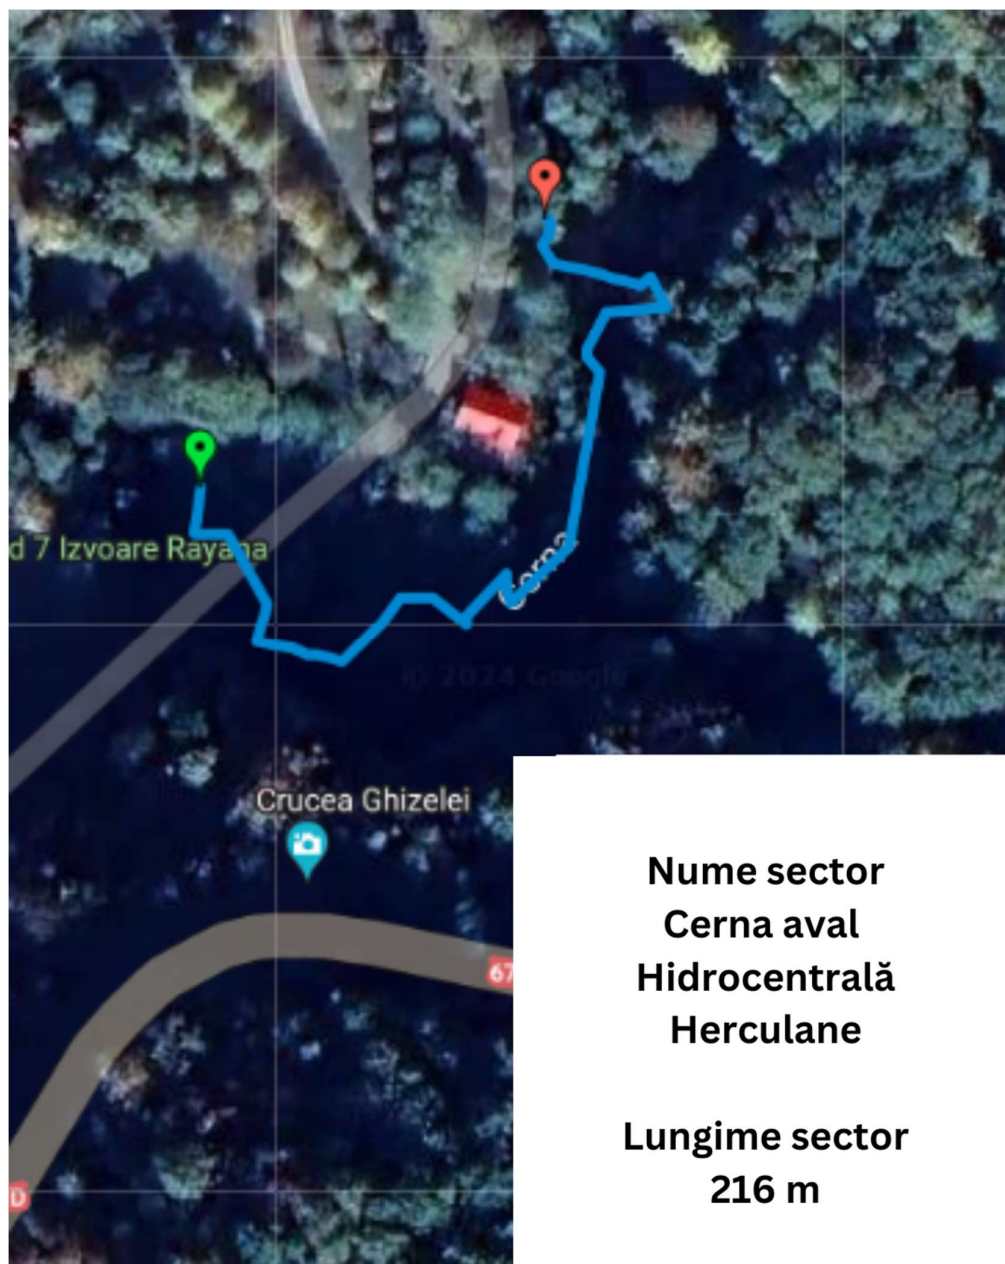 d 7 Izvoare Rayana
Cerna
© 2024 Google
Crucea Ghizelei
67
D
Nume sector
Cerna aval
Hidrocentrală
Herculane
Lungime sector
216 m